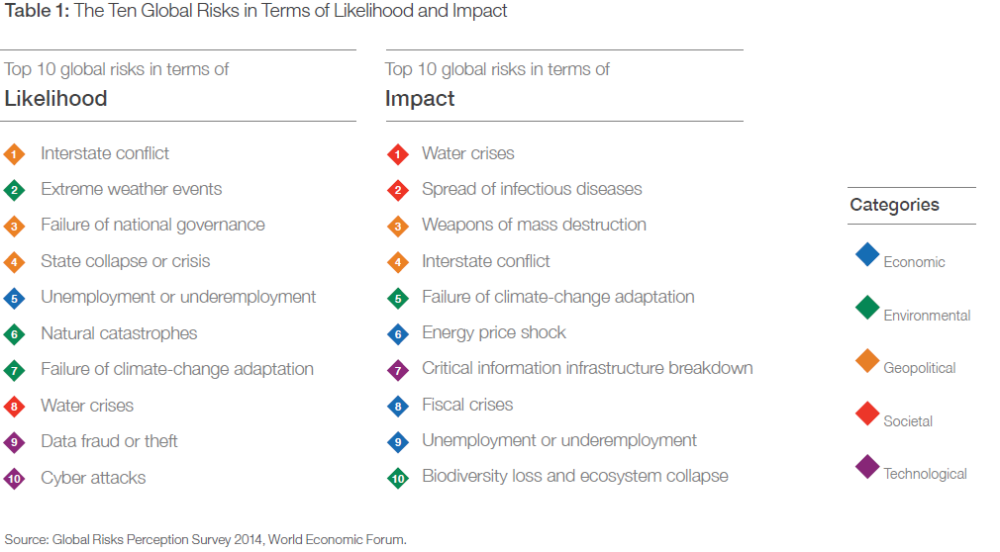 Table 1: The Ten Global Risks in Terms of Likelihood and Impact
Top 10 global risks in terms of
Likelihood
1 Interstate conflict
2 Extreme weather events
3 Failure of national governance
4 State collapse or crisis
5 Unemployment or underemployment
6 Natural catastrophes
7 Failure of climate-change adaptation
8 Water crises
9 Data fraud or theft
10 Cyber attacks
Top 10 global risks in terms of
Impact
1 Water crises
2 Spread of infectious diseases
3 Weapons of mass destruction
4 Interstate conflict
5 Failure of climate-change adaptation
6 Energy price shock
7 Critical information infrastructure breakdown
8 Fiscal crises
9 Unemployment or underemployment
10 Biodiversity loss and ecosystem collapse
Categories
Economic
Environmental
Geopolitical
Societal
Technological
Source: Global Risks Perception Survey 2014, World Economic Forum.